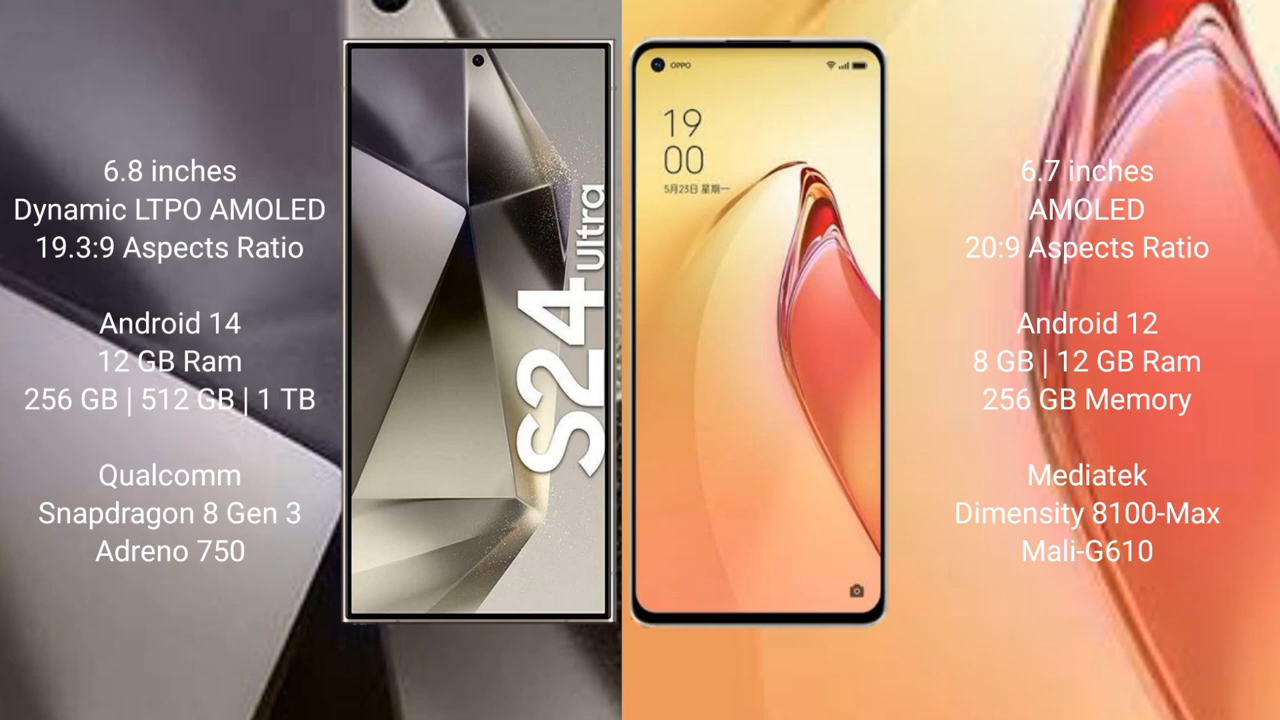 6.8 inches
Dynamic LTPO AMOLED
19.3:9 Aspects Ratio
Android 14
12 GB Ram
256 GB | 512 GB | 1 TB
Qualcomm
Snapdragon 8 Gen 3
Adreno 750
S24 Ultra
OPPO
19
00
5月23日 星期一
6.7 inches
AMOLED
20:9 Aspects Ratio
Android 12
8 GB | 12 GB Ram
256 GB Memory
Mediatek
Dimensity 8100-Max
Mali-G610